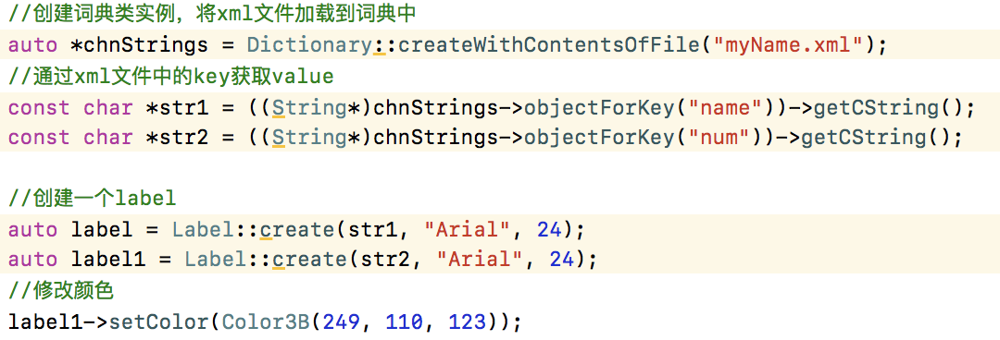 //创建词典类实例，将xml文件加载到词典中
auto *chnStrings = Dictionary::createWithContentsOfFile("myName.xml");
//通过xml文件中的key获取value
const char *str1 = ((String*)chnStrings->objectForKey("name"))->getCString();
const char *str2 = ((String*)chnStrings->objectForKey("num"))->getCString();
//创建一个label
auto label = Label::create(str1, "Arial", 24);
auto label1 = Label::create(str2, "Arial", 24);
//修改颜色
label1->setColor(Color3B(249, 110, 123));